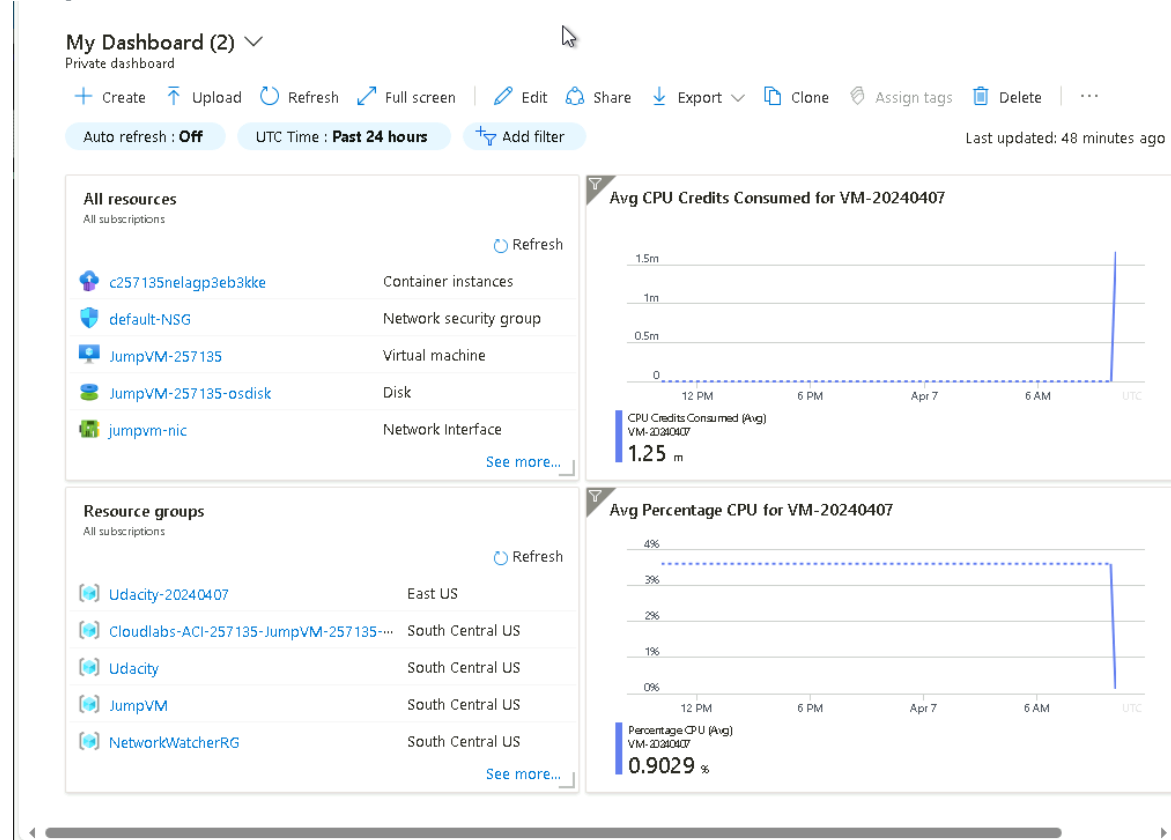 My Dashboard (2)
Private dashboard
Create Upload Refresh Full screen Edit Share Export Clone Assign tags Delete ...
Auto refresh : Off UTC Time : Past 24 hours Add filter Last updated: 48 minutes ago
All resources
All subscriptions
Refresh
c257135nelagp3eb3kke Container instances
default-NSG Network security group
JumpVM-257135 Virtual machine
JumpVM-257135-osdisk Disk
jumpvm-nic Network Interface
See more...
Avg CPU Credits Consumed for VM-20240407
1.5m
1m
0.5m
0
12 PM 6 PM Apr 7 6 AM UTC
CPU Credits Consumed (Avg)
VM-20240407
1.25 m
Resource groups
All subscriptions
Refresh
Udacity-20240407 East US
Cloudlabs-ACI-257135-JumpVM-257135-... South Central US
Udacity South Central US
JumpVM South Central US
NetworkWatcherRG South Central US
See more...
Avg Percentage CPU for VM-20240407
4%
3%
2%
1%
0%
12 PM 6 PM Apr 7 6 AM UTC
Percentage CPU (Avg)
VM-20240407
0.9029 %